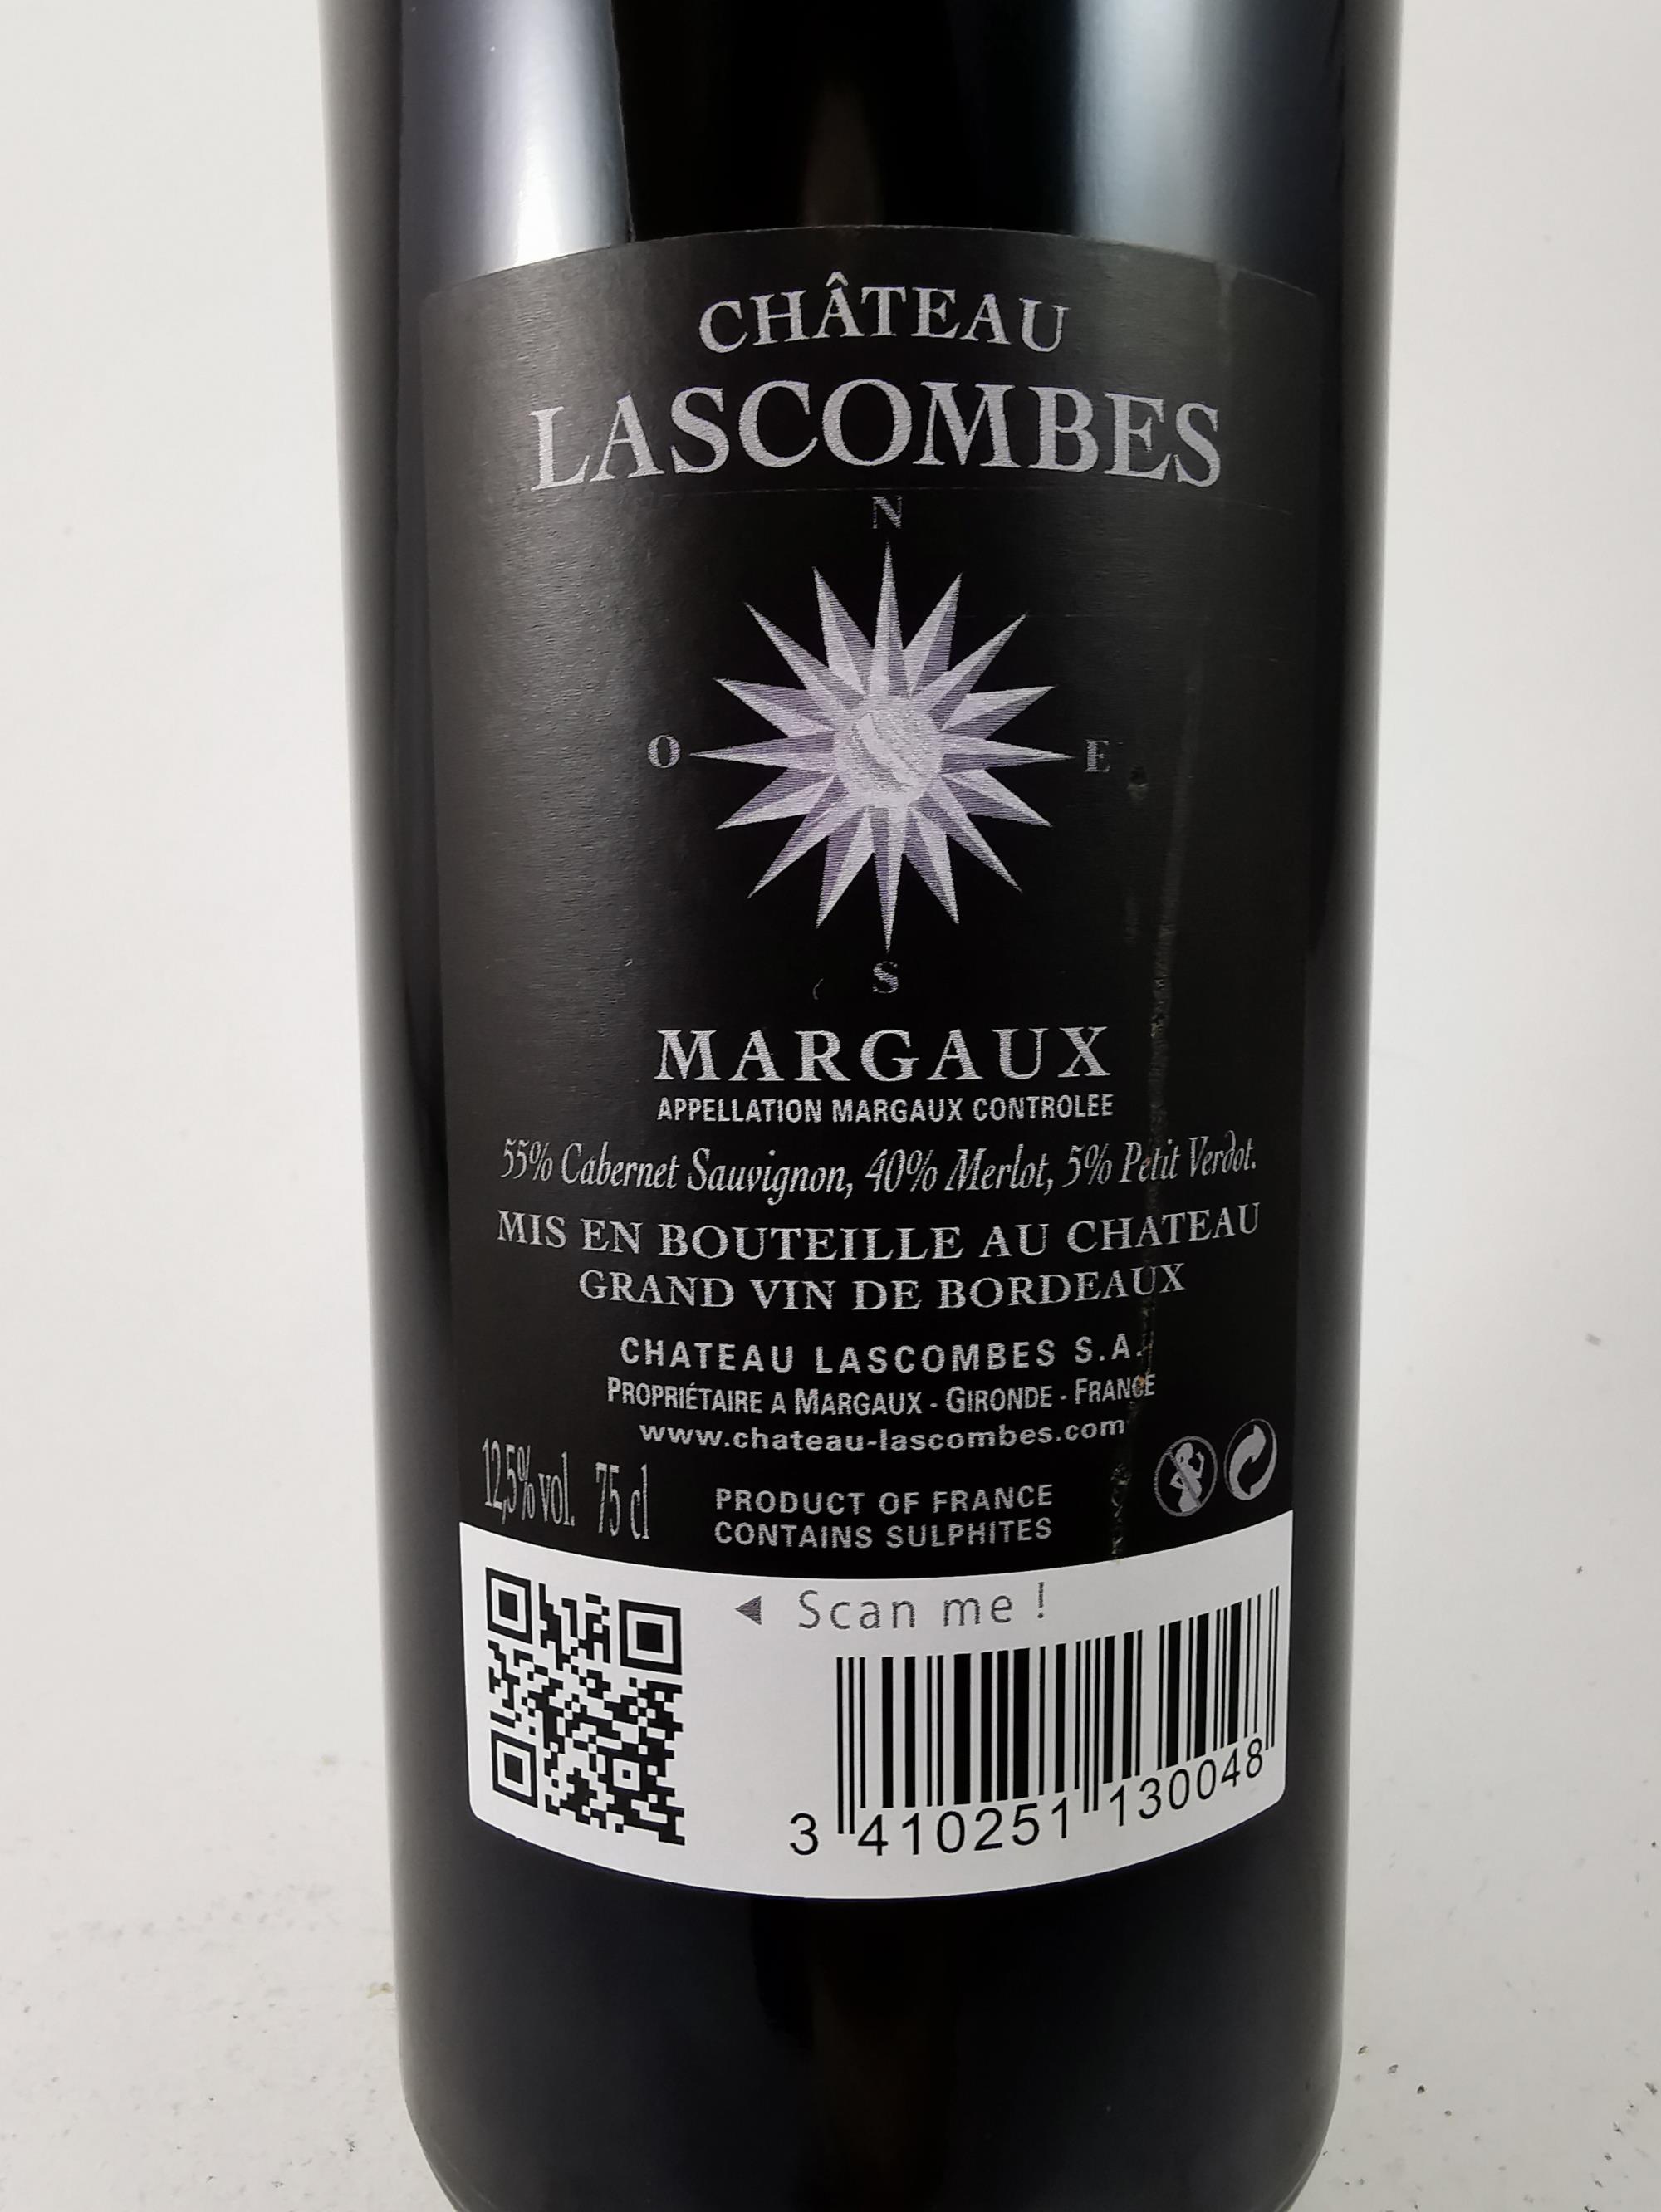 CHÂTEAU
LASCOMBES
N
O E
S
MARGAUX
APPELLATION MARGAUX CONTROLEE
55% Cabernet Sauvignon, 40% Merlot, 5% Petit Verdot.
MIS EN BOUTEILLE AU CHATEAU
GRAND VIN DE BORDEAUX
CHATEAU LASCOMBES S.A.
PROPRIÉTAIRE A MARGAUX - GIRONDE - FRANCE
www.chateau-lascombes.com
12,5% vol. 75 cl
PRODUCT OF FRANCE
CONTAINS SULPHITES
Scan me !
3 410251 130048